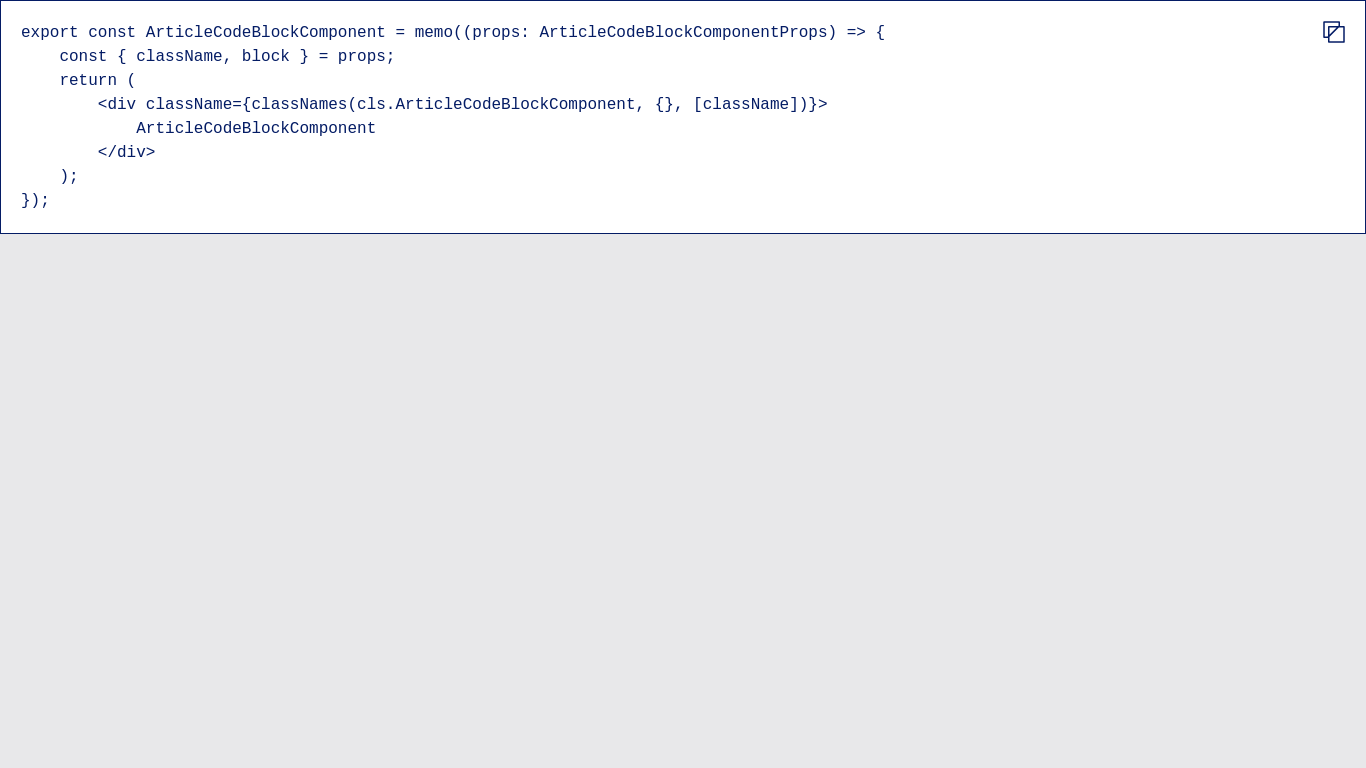 export const ArticleCodeBlockComponent = memo((props: ArticleCodeBlockComponentProps) => {
    const { className, block } = props;
    return (
        <div className={classNames(cls.ArticleCodeBlockComponent, {}, [className])}>
            ArticleCodeBlockComponent
        </div>
    );
});